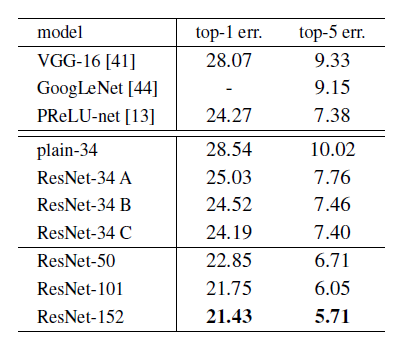 model top-1 err. top-5 err.
VGG-16 [41] 28.07 9.33
GoogLeNet [44] - 9.15
PReLU-net [13] 24.27 7.38
plain-34 28.54 10.02
ResNet-34 A 25.03 7.76
ResNet-34 B 24.52 7.46
ResNet-34 C 24.19 7.40
ResNet-50 22.85 6.71
ResNet-101 21.75 6.05
ResNet-152 21.43 5.71